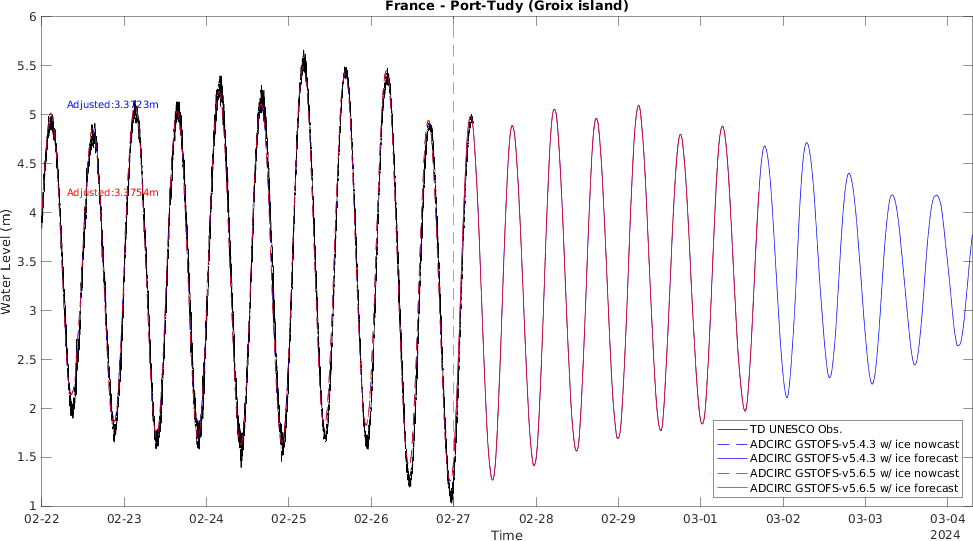 France - Port-Tudy (Groix island)
6
5.5
5
4.5
4
3.5
3
2.5
2
1.5
1
Water Level (m)
Adjusted:3.3723m
Adjusted:3.3754m
TD UNESCO Obs.
ADCIRC GSTOFS-v5.4.3 w/ ice nowcast
ADCIRC GSTOFS-v5.4.3 w/ ice forecast
ADCIRC GSTOFS-v5.6.5 w/ ice nowcast
ADCIRC GSTOFS-v5.6.5 w/ ice forecast
02-22 02-23 02-24 02-25 02-26 02-27 02-28 02-29 03-01 03-02 03-03 03-04
Time
2024